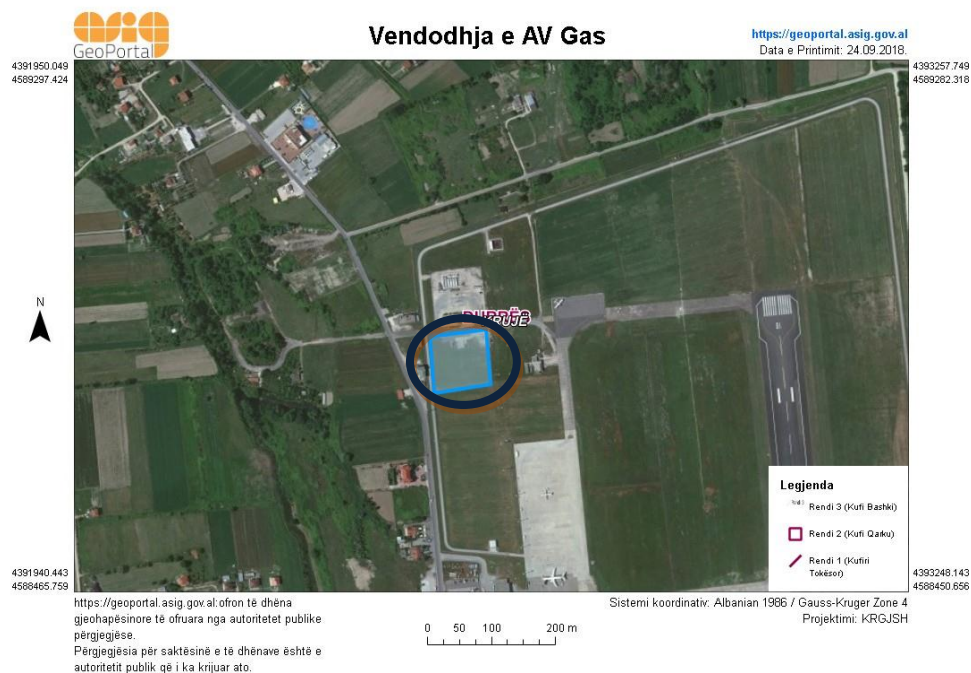 asig
GeoPortal
Vendodhja e AV Gas
https://geoportal.asig.gov.al
Data e Printimit: 24.09.2018.
4391950.049
4589297.424
4393257.749
4589282.318
N
DURRËS
KRUJË
Legjenda
Rendi 3 (Kufi Bashki)
Rendi 2 (Kufi Qarku)
Rendi 1 (Kufiri
Tokësor)
4391940.443
4588465.759
4393248.143
4588450.656
https://geoportal.asig.gov.al:ofron të dhëna
gjeohapësinore të ofruara nga autoritetet publike
përgjegjëse.
Përgjegjësia për saktësinë e të dhënave është e
autoritetit publik që i ka krijuar ato.
0 50 100 200 m
Sistemi koordinativ: Albanian 1986 / Gauss-Kruger Zone 4
Projektimi: KRGJSH